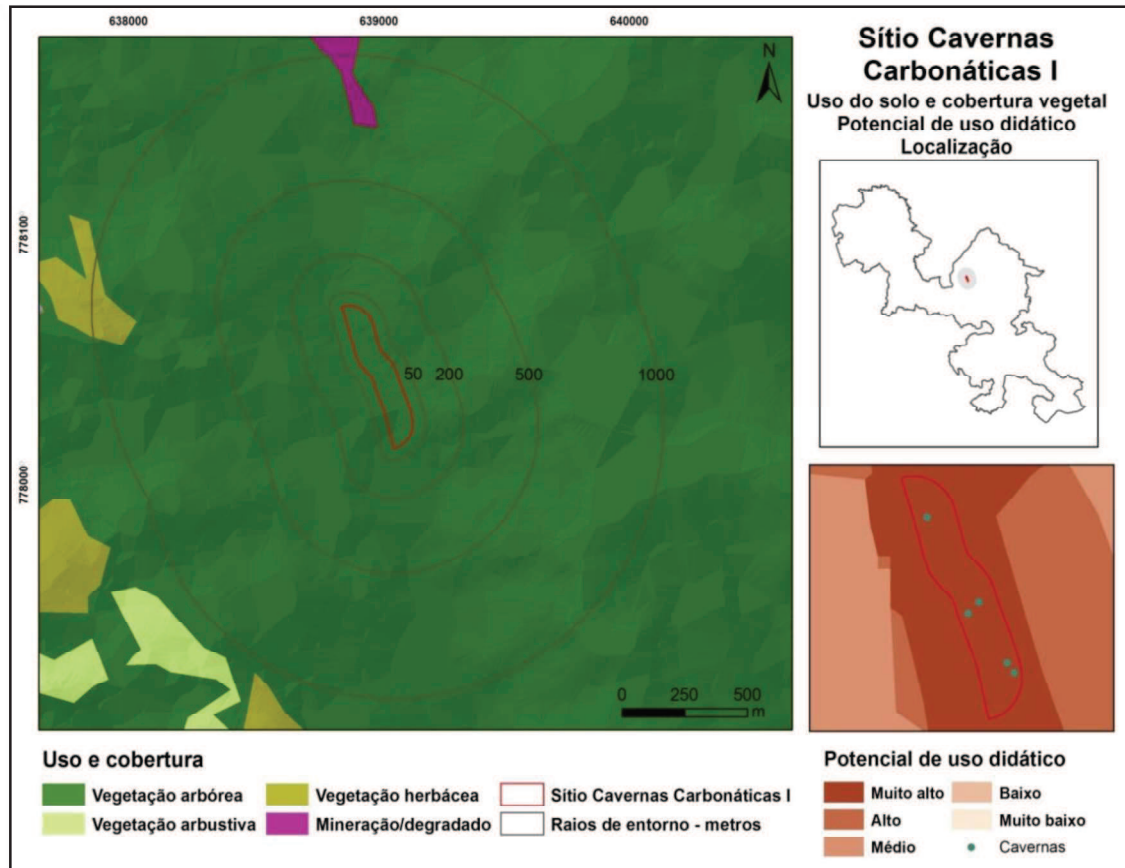 638000
639000
640000
778100
778000
N
50 200 500 1000
0 250 500
m
Sítio Cavernas
Carbonáticas I
Uso do solo e cobertura vegetal
Potencial de uso didático
Localização
Uso e cobertura
Vegetação arbórea
Vegetação herbácea
Sítio Cavernas Carbonáticas I
Vegetação arbustiva
Mineração/degradado
Raios de entorno - metros
Potencial de uso didático
Muito alto
Baixo
Alto
Muito baixo
Médio
Cavernas